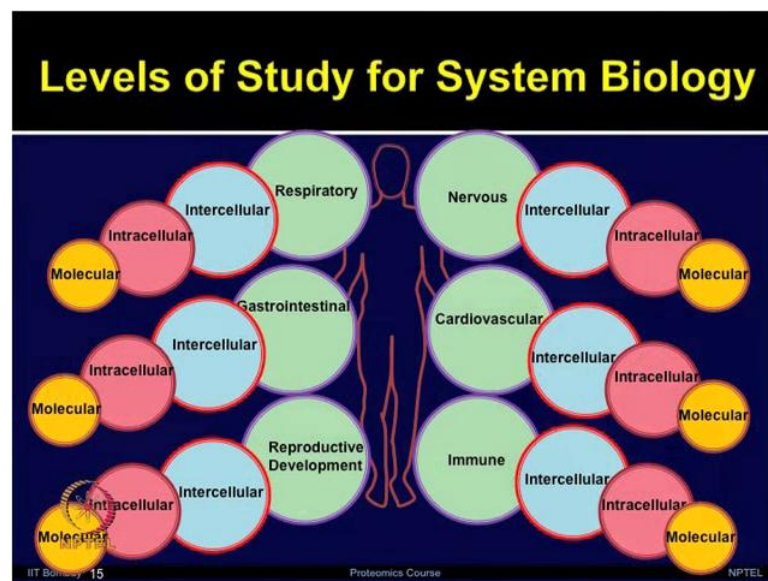 Levels of Study for System Biology
Respiratory
Intercellular
Intracellular
Molecular
Nervous
Intercellular
Intracellular
Molecular
Gastrointestinal
Intercellular
Intracellular
Molecular
Cardiovascular
Intercellular
Intracellular
Molecular
Reproductive
Development
Intercellular
Intracellular
Molecular
Immune
Intercellular
Intracellular
Molecular
NPTEL
IIT Bombay 15
Proteomics Course
NPTEL